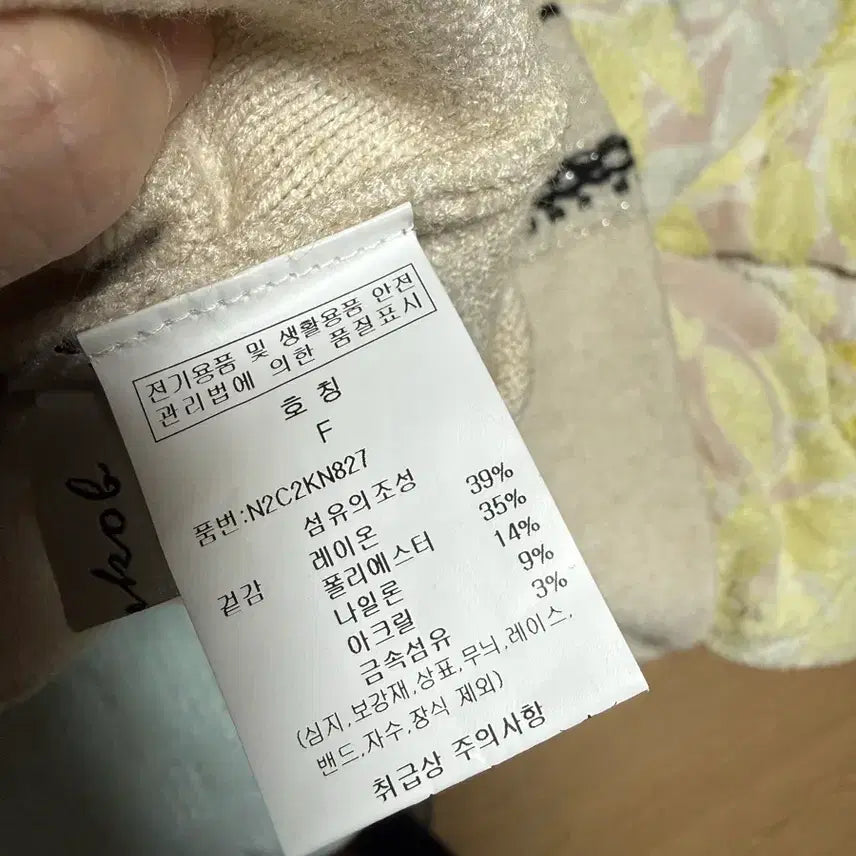 전기용품 및 생활용품 안전
관리법에 의한 품질표시
호칭
F
품번:N2C2KN827
섬유의조성
겉감 레이온 39%
폴리에스터 35%
나일론 14%
아크릴 9%
금속섬유 3%
(심지,보강재,상표,무늬,레이스,
밴드,자수,장식 제외)
취급상 주의사항